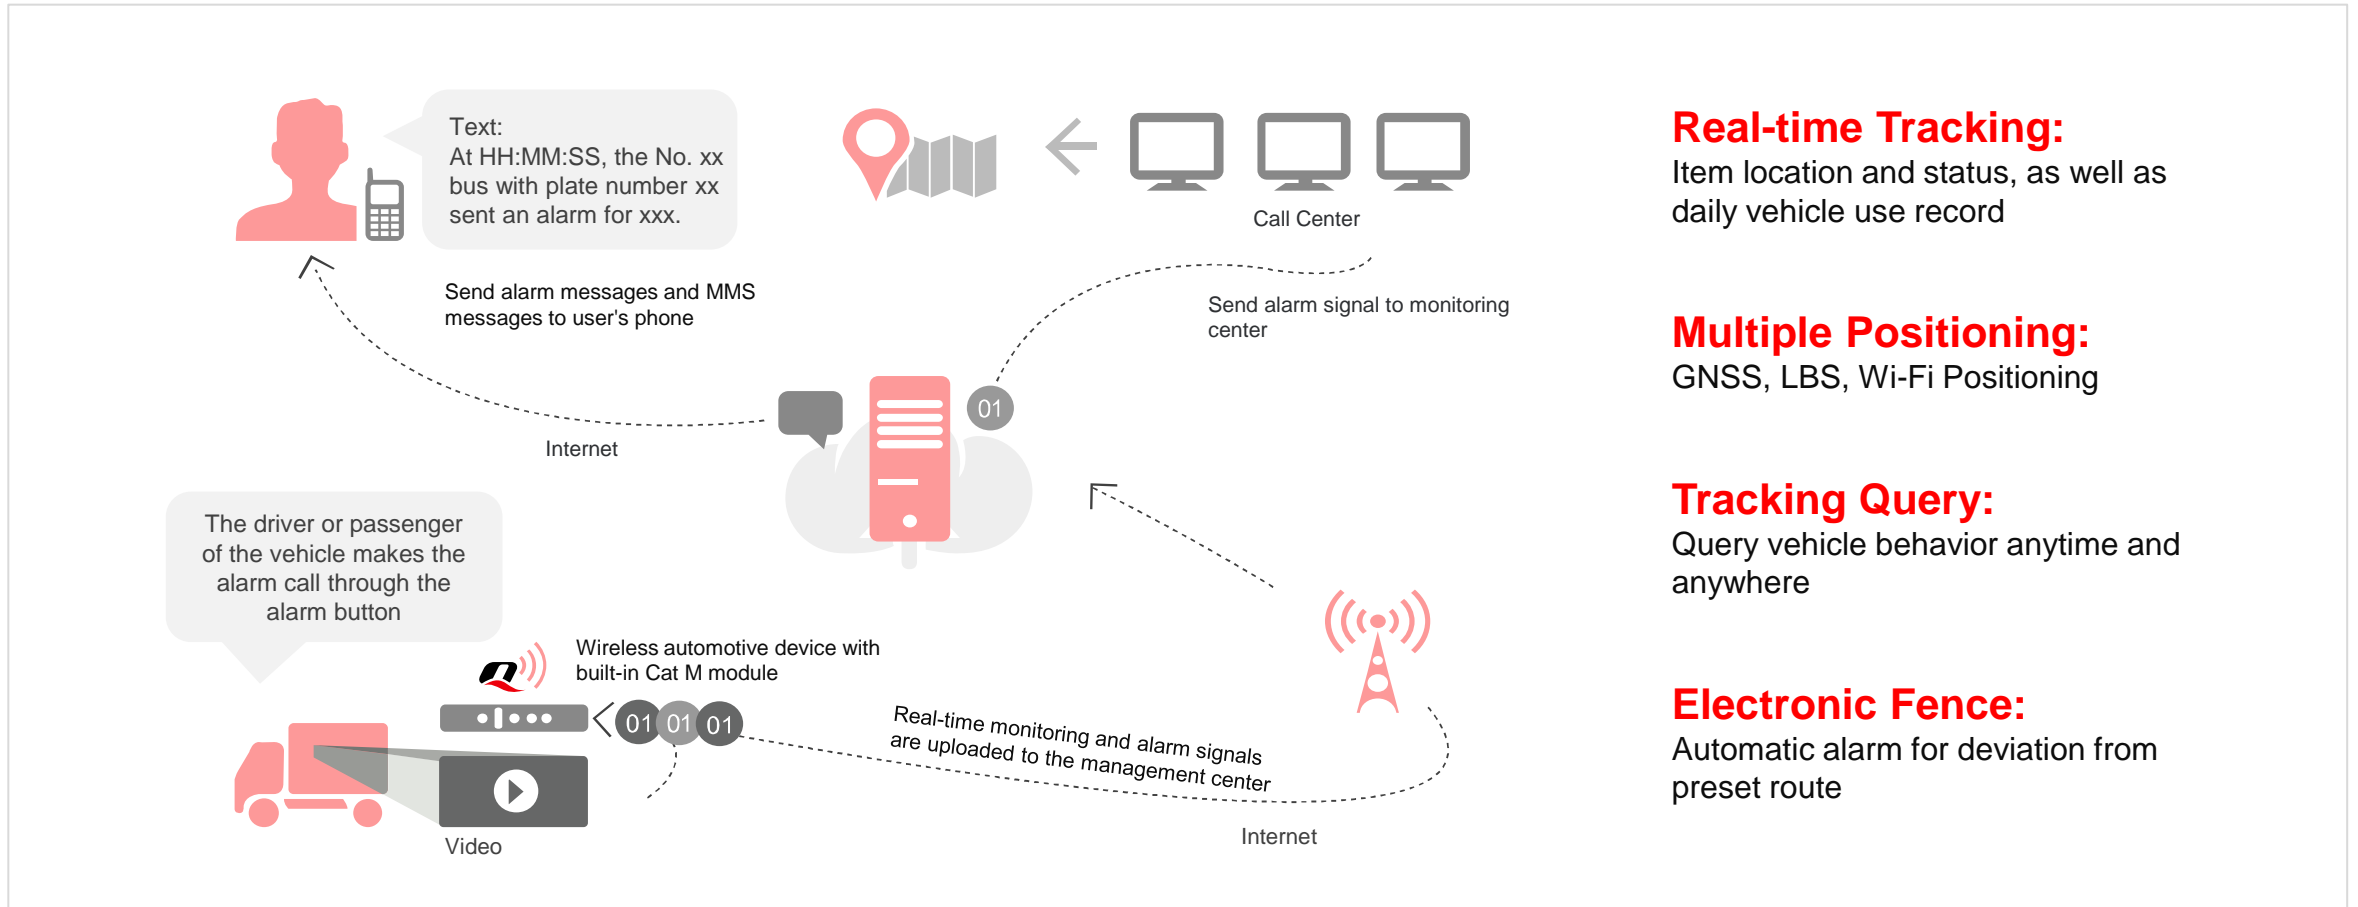 Text:
At HH:MM:SS, the No. xx
bus with plate number xx
sent an alarm for xxx.
Send alarm messages and MMS
messages to user's phone
Internet
Call Center
Send alarm signal to monitoring
center
01
The driver or passenger
of the vehicle makes the
alarm call through the
alarm button
Wireless automotive device with
built-in Cat M module
01 01 01
Video
Real-time monitoring and alarm signals
are uploaded to the management center
Internet
Real-time Tracking:
Item location and status, as well as
daily vehicle use record
Multiple Positioning:
GNSS, LBS, Wi-Fi Positioning
Tracking Query:
Query vehicle behavior anytime and
anywhere
Electronic Fence:
Automatic alarm for deviation from
preset route